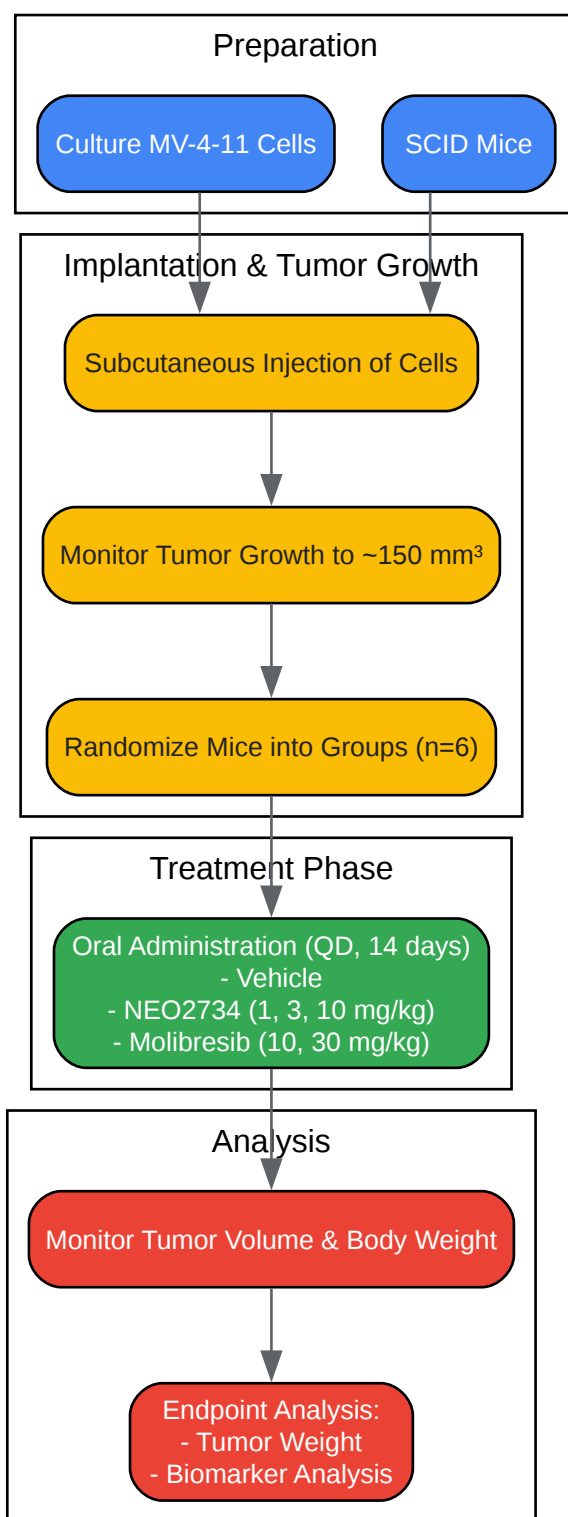 Preparation
Culture MV-4-11 Cells
SCID Mice
Implantation & Tumor Growth
Subcutaneous Injection of Cells
Monitor Tumor Growth to ~150 mm³
Randomize Mice into Groups (n=6)
Treatment Phase
Oral Administration (QD, 14 days)
- Vehicle
- NEO2734 (1, 3, 10 mg/kg)
- Molibresib (10, 30 mg/kg)
Analysis
Monitor Tumor Volume & Body Weight
Endpoint Analysis:
- Tumor Weight
- Biomarker Analysis